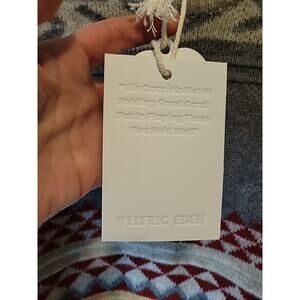 "Life Consists Not In
Holding Good Cards
But In Playing Those
You Hold Well"
ELFRIC EDEN